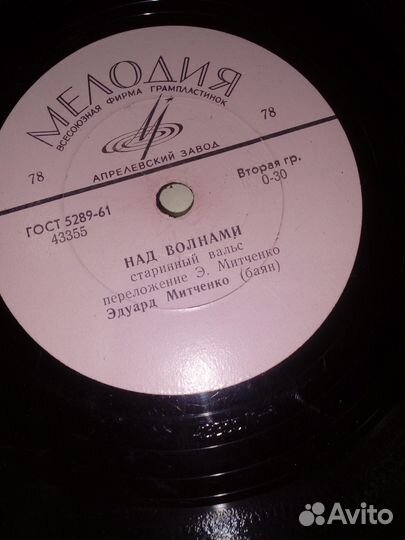 МЕЛОДИЯ
ВСЕСОЮЗНАЯ ФИРМА ГРАМПЛАСТИНОК
78
78
АПРЕЛЕВСКИЙ ЗАВОД
ГОСТ 5289-61
43355
Вторая гр.
0-30
НАД ВОЛНАМИ
старинный вальс
переложение Э. Митченко
Эдуард Митченко (баян)
Avito